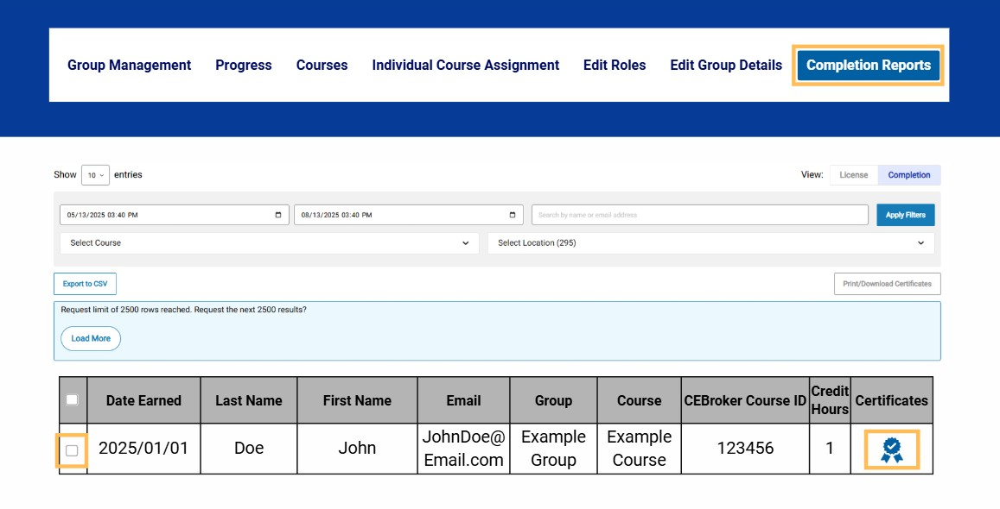 Group Management Progress Courses Individual Course Assignment Edit Roles Edit Group Details Completion Reports
Show 10 entries View: License Completion
05/13/2025 03:40 PM 08/13/2025 03:40 PM Search by name or email address Apply Filters
Select Course Select Location (295)
Export to CSV Print/Download Certificates
Request limit of 2500 rows reached. Request the next 2500 results?
Load More
Date Earned Last Name First Name Email Group Course CEBroker Course ID Credit Hours Certificates
2025/01/01 Doe John JohnDoe@Email.com Example Group Example Course 123456 1